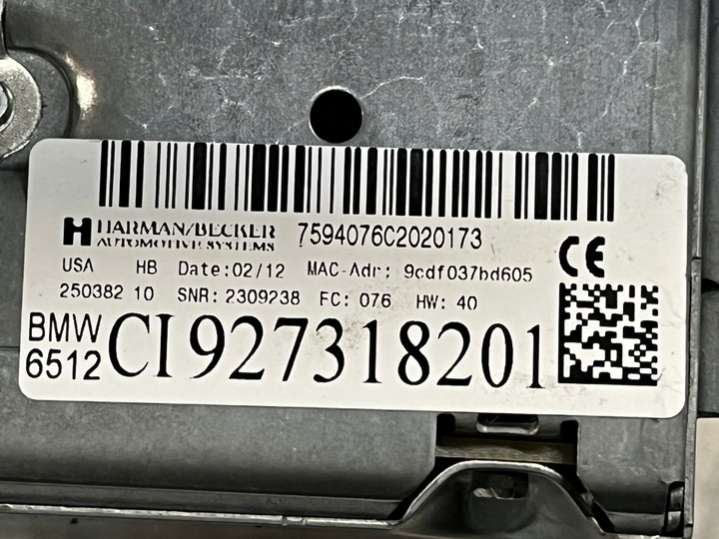 HARMAN/BECKER
AUTOMOTIVE SYSTEMS
7594076C2020173
CE
USA HB Date:02/12 MAC-Adr: 9cdf037bd605
250382 10 SNR: 2309238 FC: 076 HW: 40
BMW
6512
CI927318201